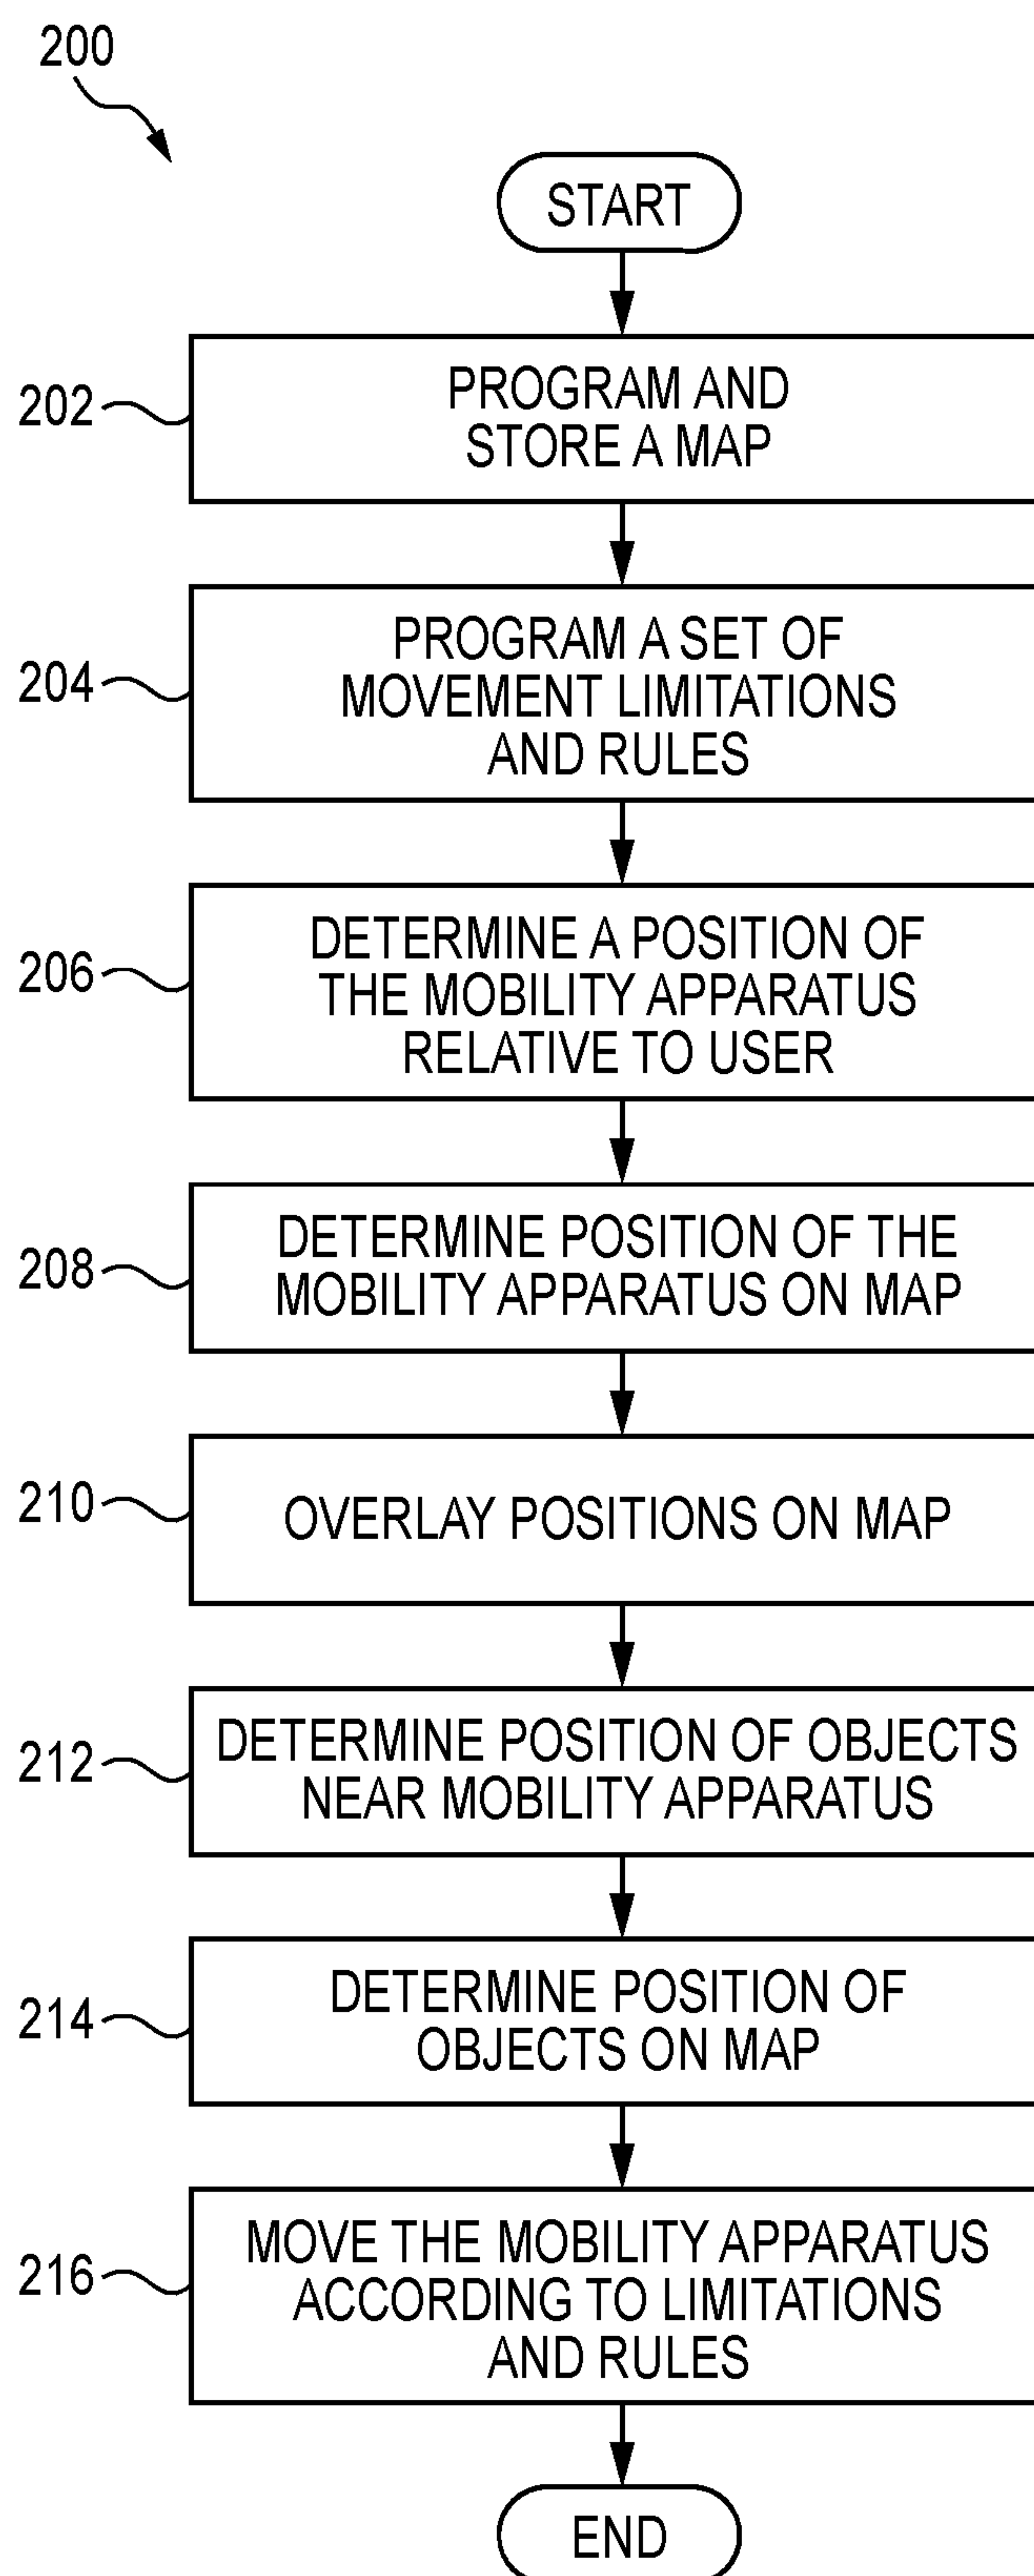 200
START
202
PROGRAM AND
STORE A MAP
204
PROGRAM A SET OF
MOVEMENT LIMITATIONS
AND RULES
206
DETERMINE A POSITION OF
THE MOBILITY APPARATUS
RELATIVE TO USER
208
DETERMINE POSITION OF THE
MOBILITY APPARATUS ON MAP
210
OVERLAY POSITIONS ON MAP
212
DETERMINE POSITION OF OBJECTS
NEAR MOBILITY APPARATUS
214
DETERMINE POSITION OF
OBJECTS ON MAP
216
MOVE THE MOBILITY APPARATUS
ACCORDING TO LIMITATIONS
AND RULES
END